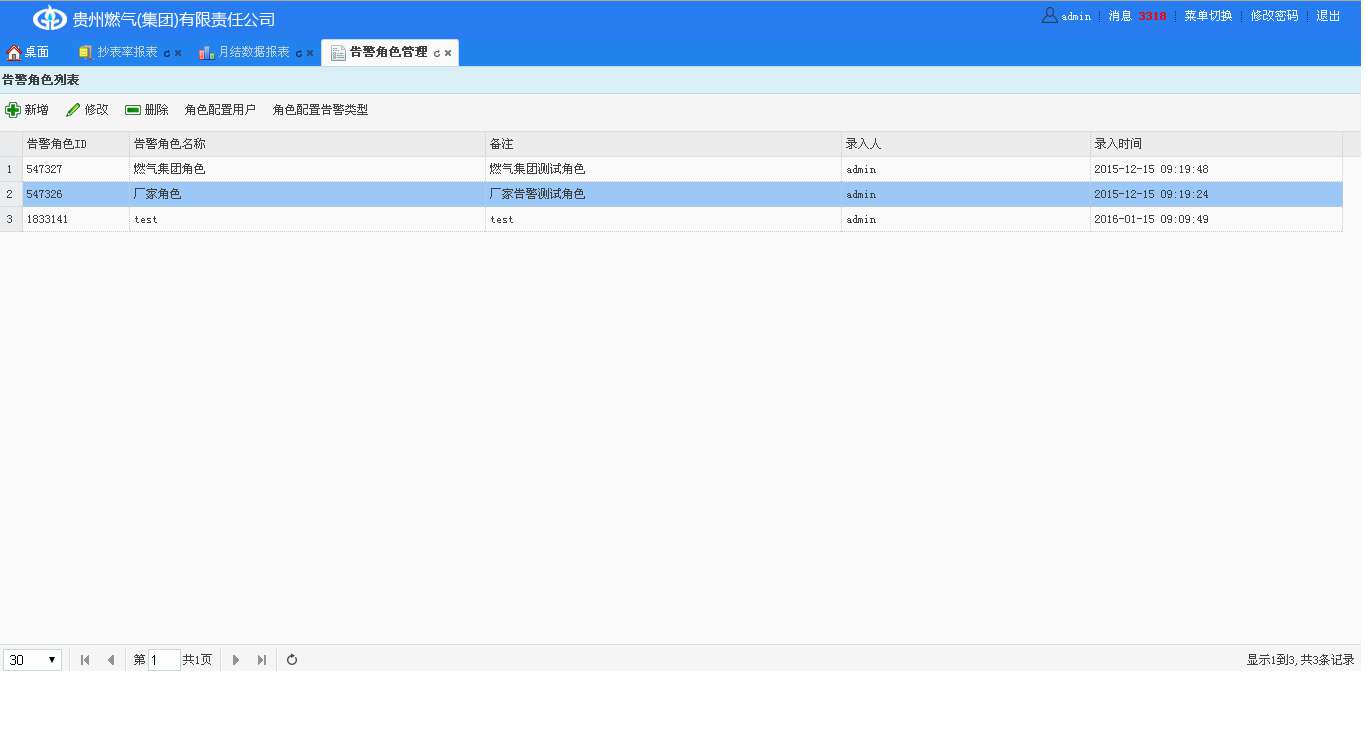 贵州燃气(集团)有限责任公司
admin 消息 3318 菜单切换 修改密码 退出
桌面 抄表率报表 月结数据报表 告警角色管理
告警角色列表
新增 修改 删除 角色配置用户 角色配置告警类型
告警角色ID 告警角色名称 备注 录入人 录入时间
1 547327 燃气集团角色 燃气集团测试角色 admin 2015-12-15 09:19:48
2 547326 厂家角色 厂家告警测试角色 admin 2015-12-15 09:19:24
3 1833141 test test admin 2016-01-15 09:09:49
30 第 1 共1页 显示1到3,共3条记录